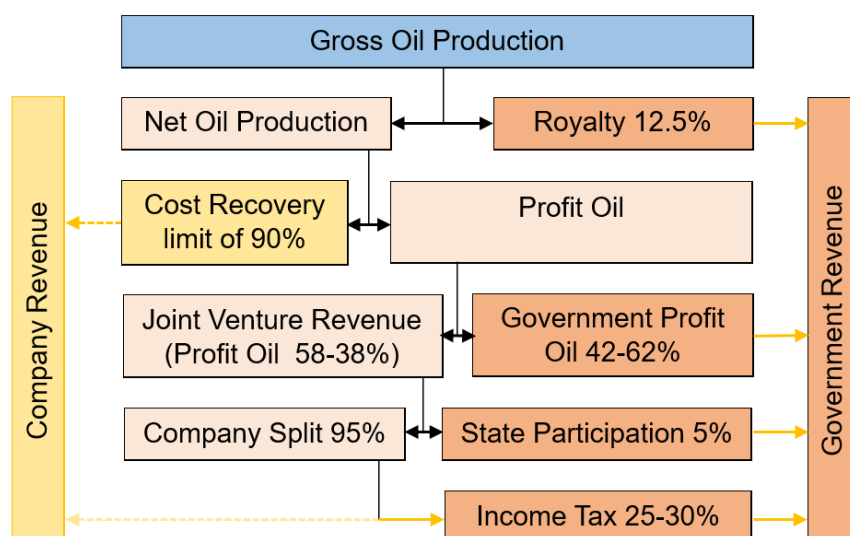 Gross Oil Production
Net Oil Production
Royalty 12.5%
Cost Recovery
limit of 90%
Profit Oil
Joint Venture Revenue
(Profit Oil  58-38%)
Government Profit
Oil 42-62%
Company Split 95%
State Participation 5%
Income Tax 25-30%
Company Revenue
Government Revenue